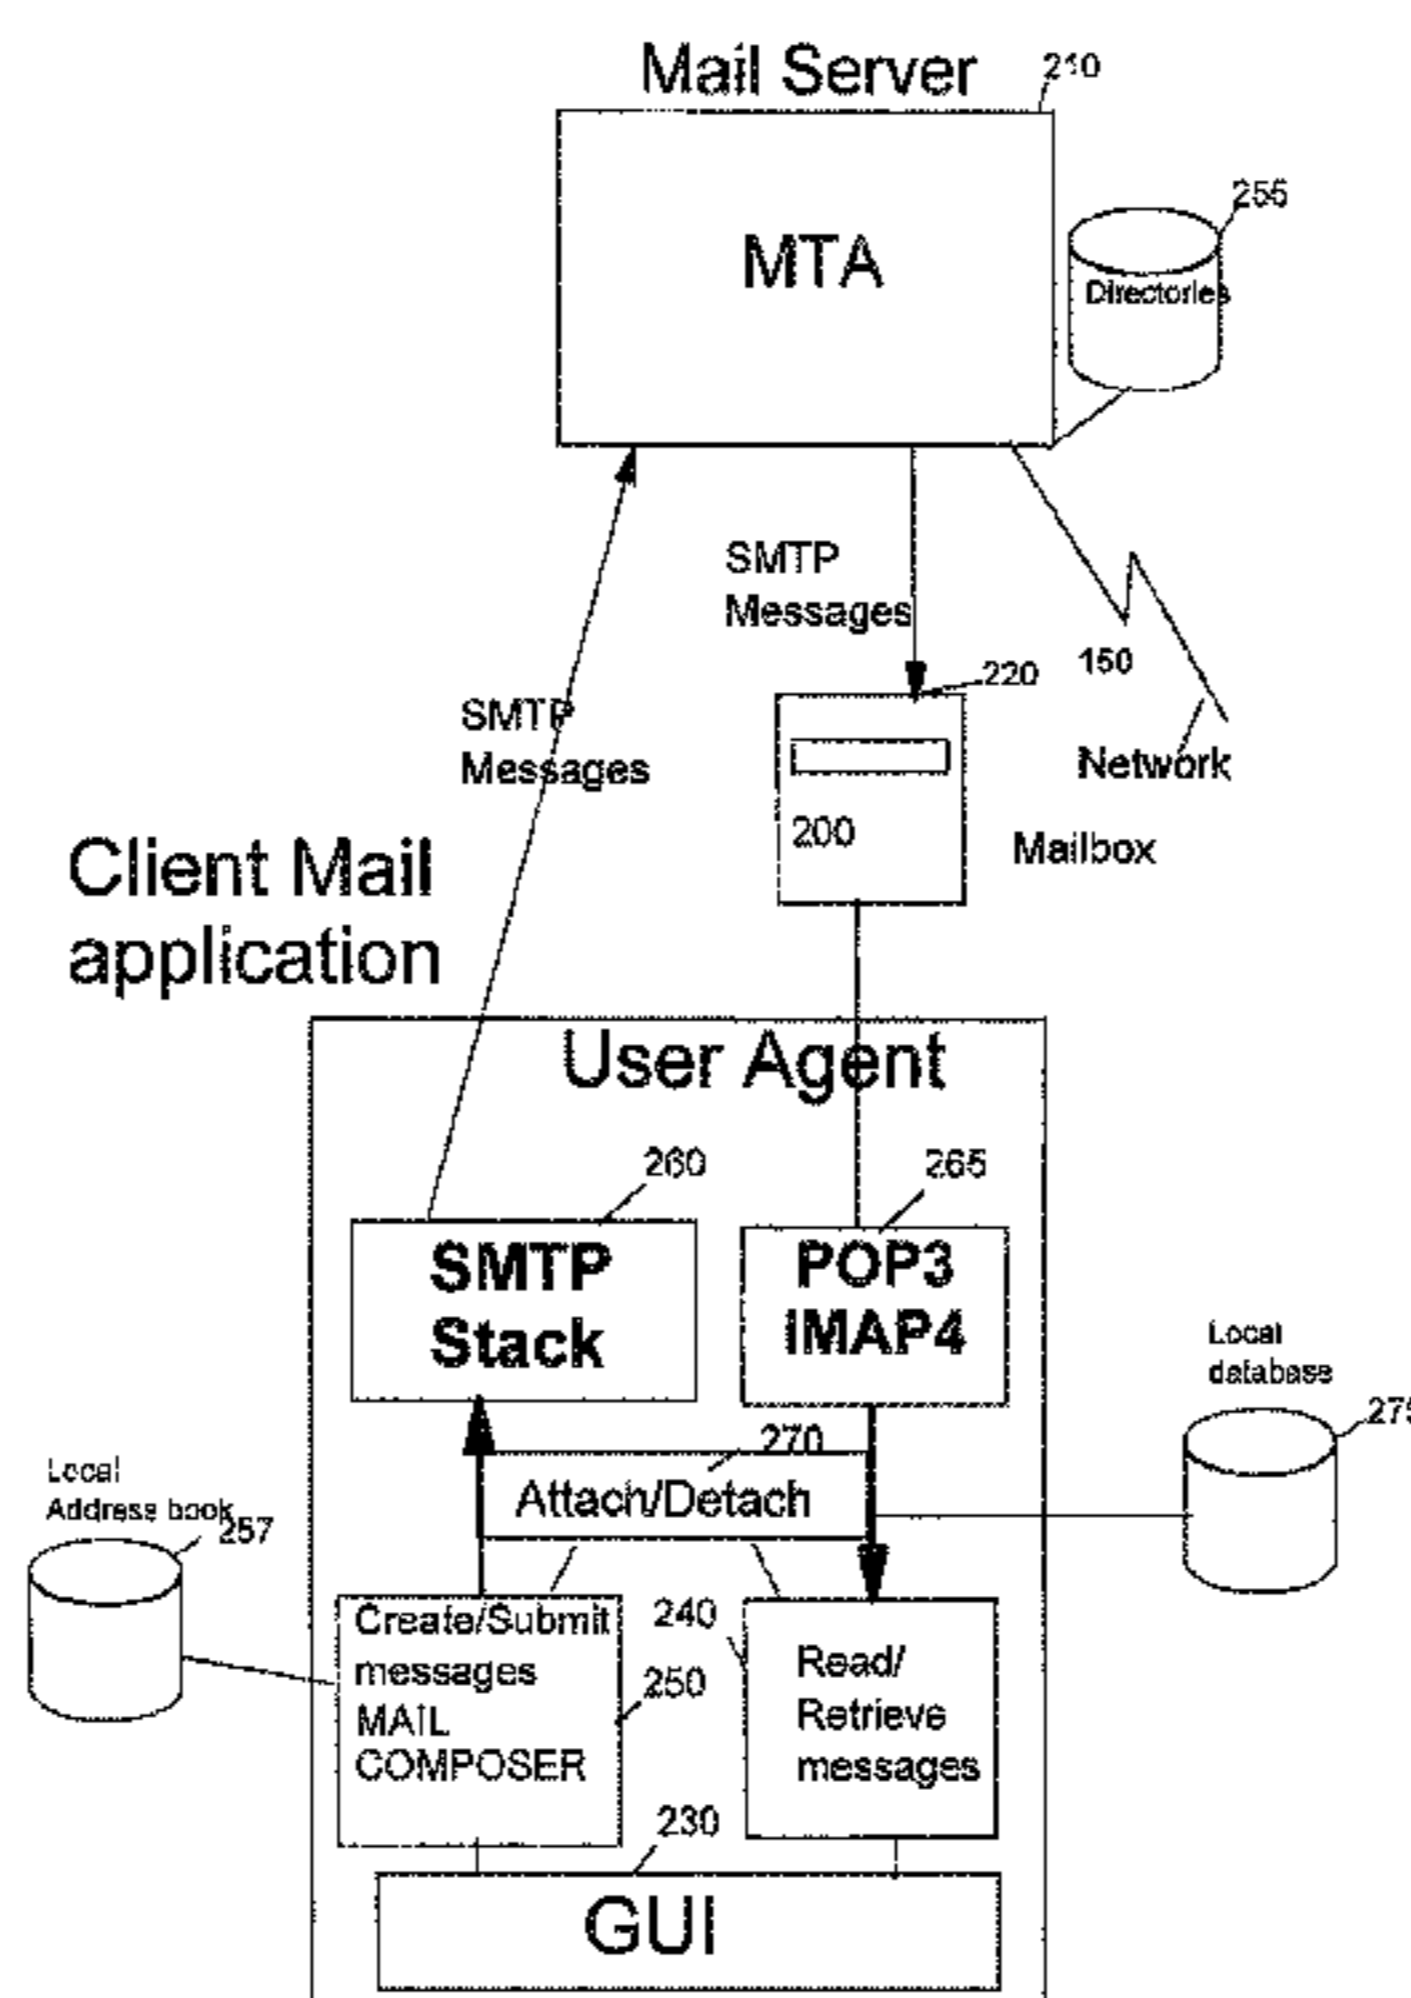 Mail Server
210
MTA
255
Directories
SMTP
Messages
220
150
SMTP
Messages
Network
200
Mailbox
Client Mail
application
User Agent
260
265
SMTP
Stack
POP3
IMAP4
Local
database
275
270
Attach/Detach
Local
Address book
257
Create/Submit
messages
MAIL
COMPOSER
240
250
Read/
Retrieve
messages
230
GUI